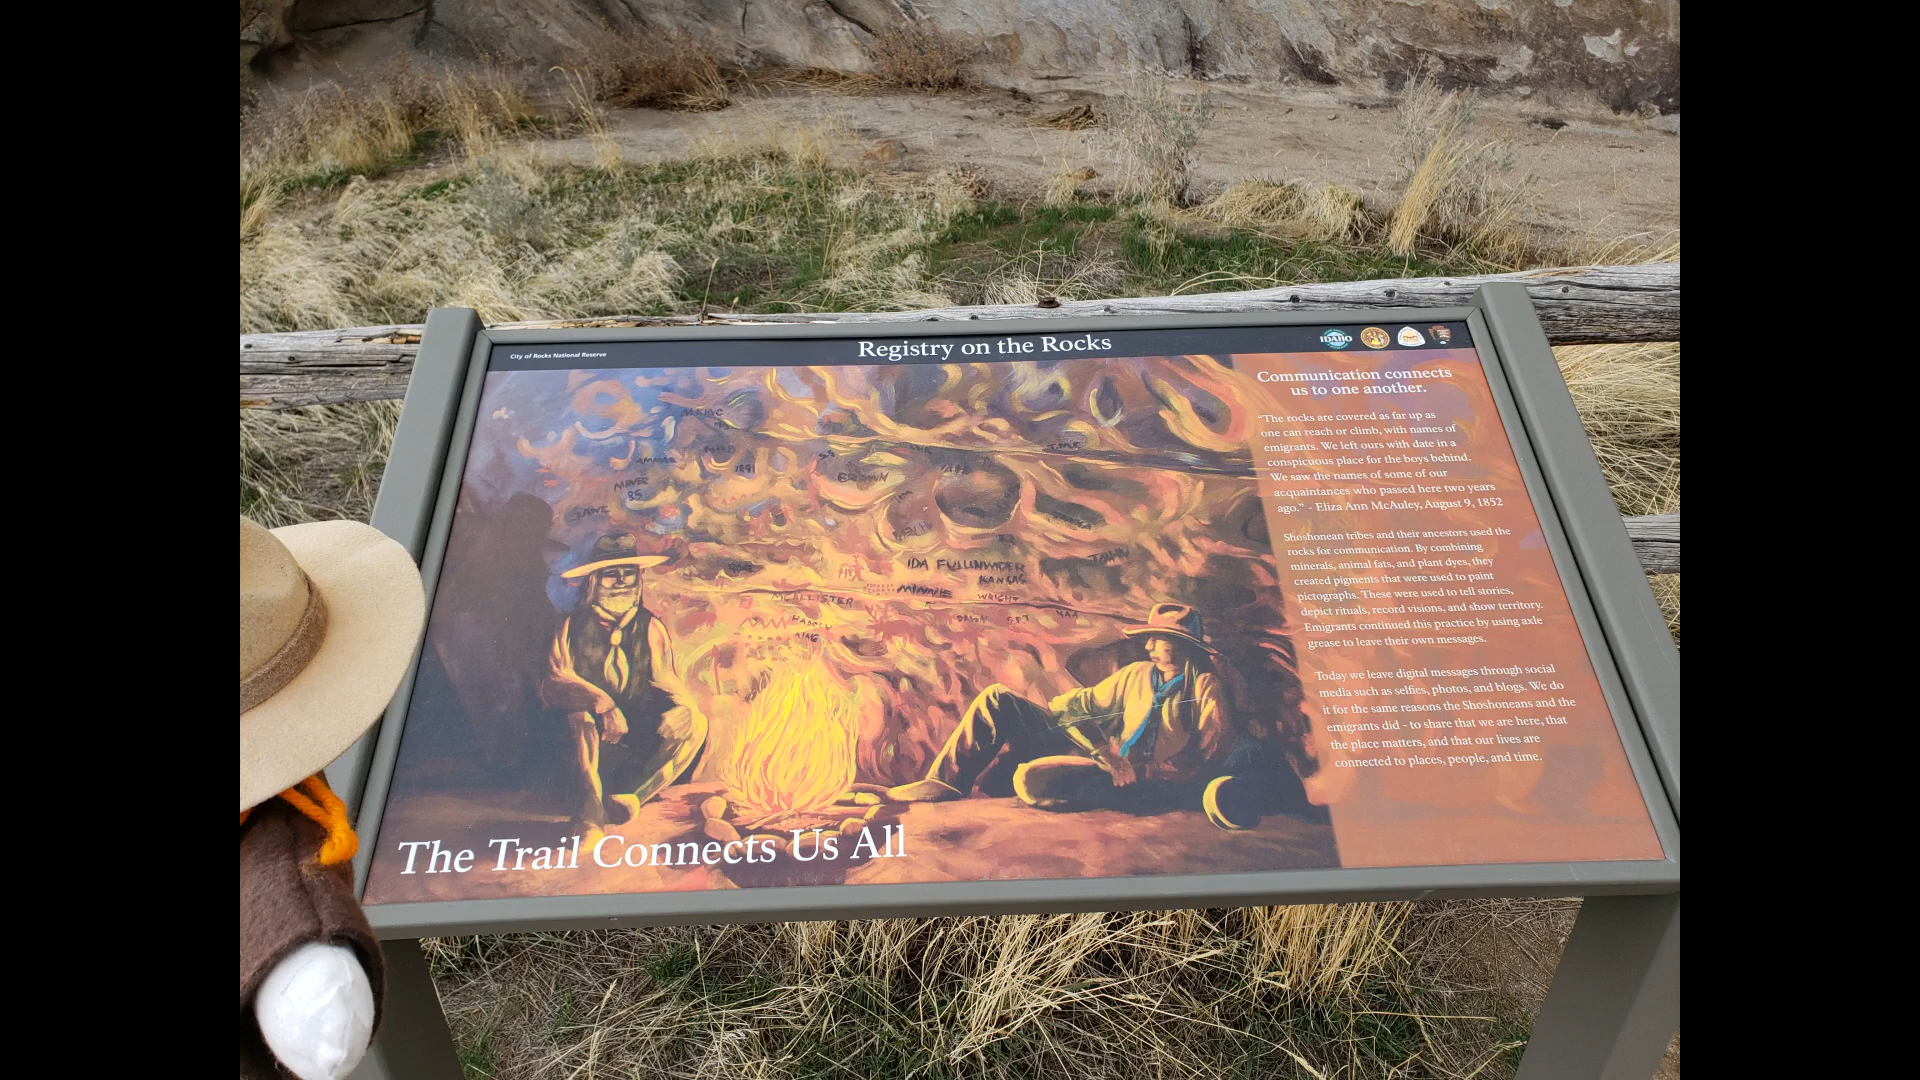 City of Rocks National Reserve
Registry on the Rocks
IDAHO
Communication connects
us to one another.
"The rocks are covered as far up as
one can reach or climb, with names of
emigrants. We left ours with date in a
conspicuous place for the boys behind.
We saw the names of some of our
acquaintances who passed here two years
ago." - Eliza Ann McAuley, August 9, 1852
Shoshonean tribes and their ancestors used the
rocks for communication. By combining
minerals, animal fats, and plant dyes, they
created pigments that were used to paint
pictographs. These were used to tell stories,
depict rituals, record visions, and show territory.
Emigrants continued this practice by using axle
grease to leave their own messages.
Today we leave digital messages through social
media such as selfies, photos, and blogs. We do
it for the same reasons the Shoshoneans and the
emigrants did - to share that we are here, that
the place matters, and that our lives are
connected to places, people, and time.
M.KING
1891
BROWN
85
IDA FULLINWIDER
KANCAS
MINNIE
WRIGHT
MCALLISTER
The Trail Connects Us All